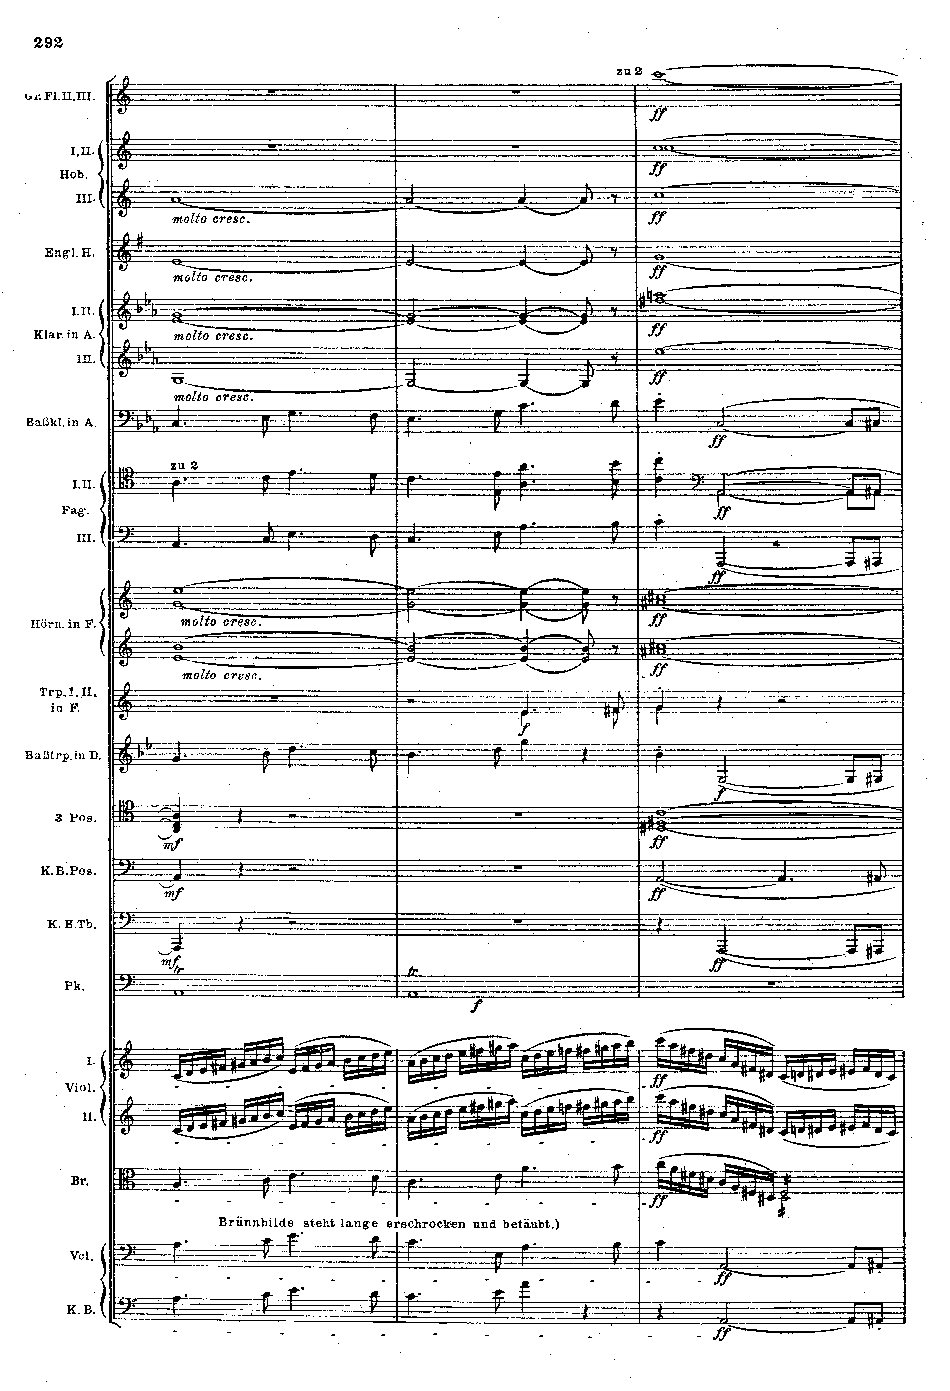 292
zu 2
Gr. Fl. II. III.
ff
I. II.
Hob.
ff
III.
molto cresc.
ff
Engl. H.
molto cresc.
ff
I. II.
Klar. in A.
molto cresc.
ff
III.
molto cresc.
ff
Baßkl. in A.
ff
zu 2
I. II.
Fag.
ff
III.
ff
Hörn. in F.
molto cresc.
ff
molto cresc.
ff
Trp. I. II.
in F.
f
Baßtrp. in D.
f
3 Pos.
mf
ff
K.B.Pos.
mf
ff
K.B.Tb.
mf
ff
tr
tr
Pk.
f
I.
Viol.
ff
II.
ff
Br.
ff
Brünnhilde steht lange erschrocken und betäubt.)
Vcl.
ff
K.B.
ff